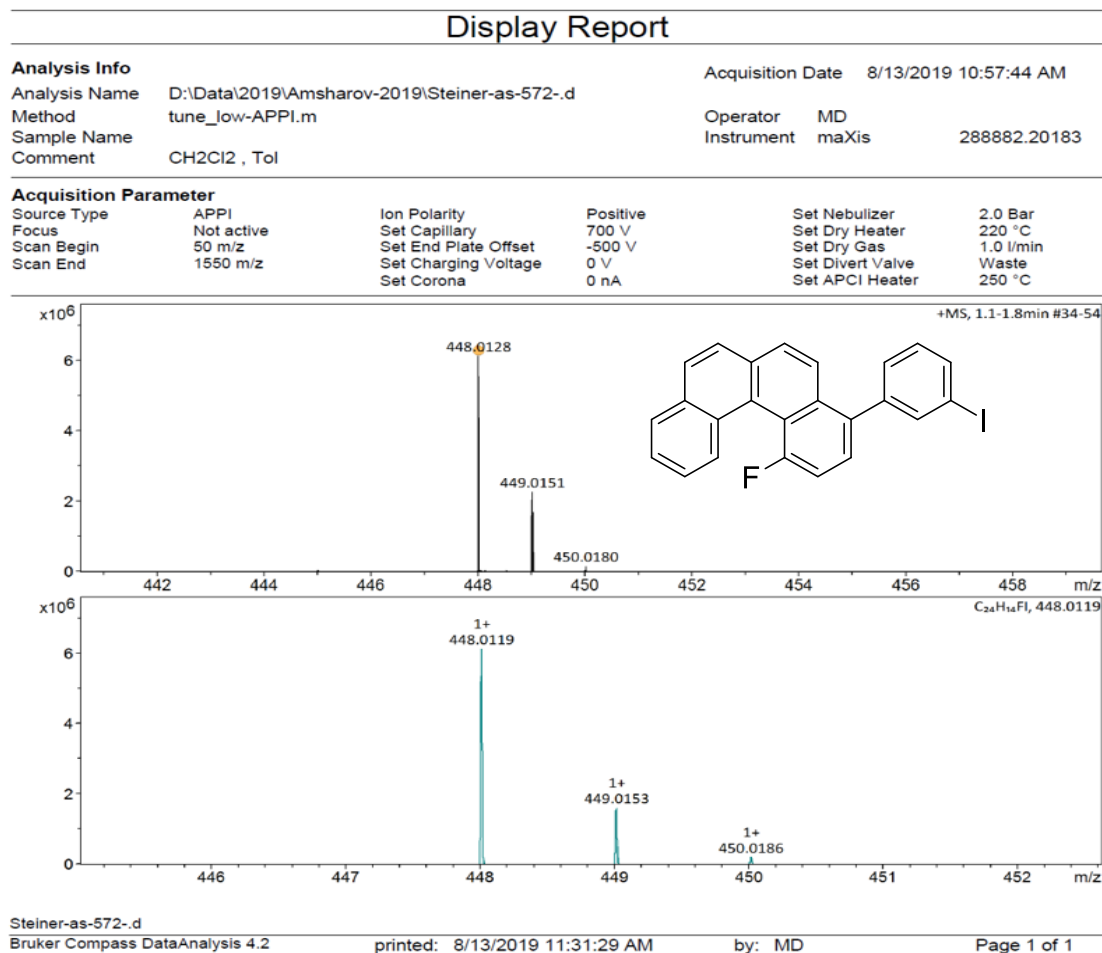 Display Report
Analysis Info
Acquisition Date 8/13/2019 10:57:44 AM
Analysis Name D:\Data\2019\Amsharov-2019\Steiner-as-572-.d
Method tune_low-APPI.m Operator MD
Sample Name Instrument maXis 288882.20183
Comment CH2Cl2 , Tol
Acquisition Parameter
Source Type APPI Ion Polarity Positive Set Nebulizer 2.0 Bar
Focus Not active Set Capillary 700 V Set Dry Heater 220 °C
Scan Begin 50 m/z Set End Plate Offset -500 V Set Dry Gas 1.0 l/min
Scan End 1550 m/z Set Charging Voltage 0 V Set Divert Valve Waste
Set Corona 0 nA Set APCI Heater 250 °C
x10⁶
+MS, 1.1-1.8min #34-54
448.0128
6
I
4
F
449.0151
2
450.0180
0
442 444 446 448 450 452 454 456 458 m/z
x10⁶
C₂₄H₁₄FI, 448.0119
1+
448.0119
6
4
1+
449.0153
2
1+
450.0186
0
446 447 448 449 450 451 452 m/z
Steiner-as-572-.d
Bruker Compass DataAnalysis 4.2 printed: 8/13/2019 11:31:29 AM by: MD Page 1 of 1